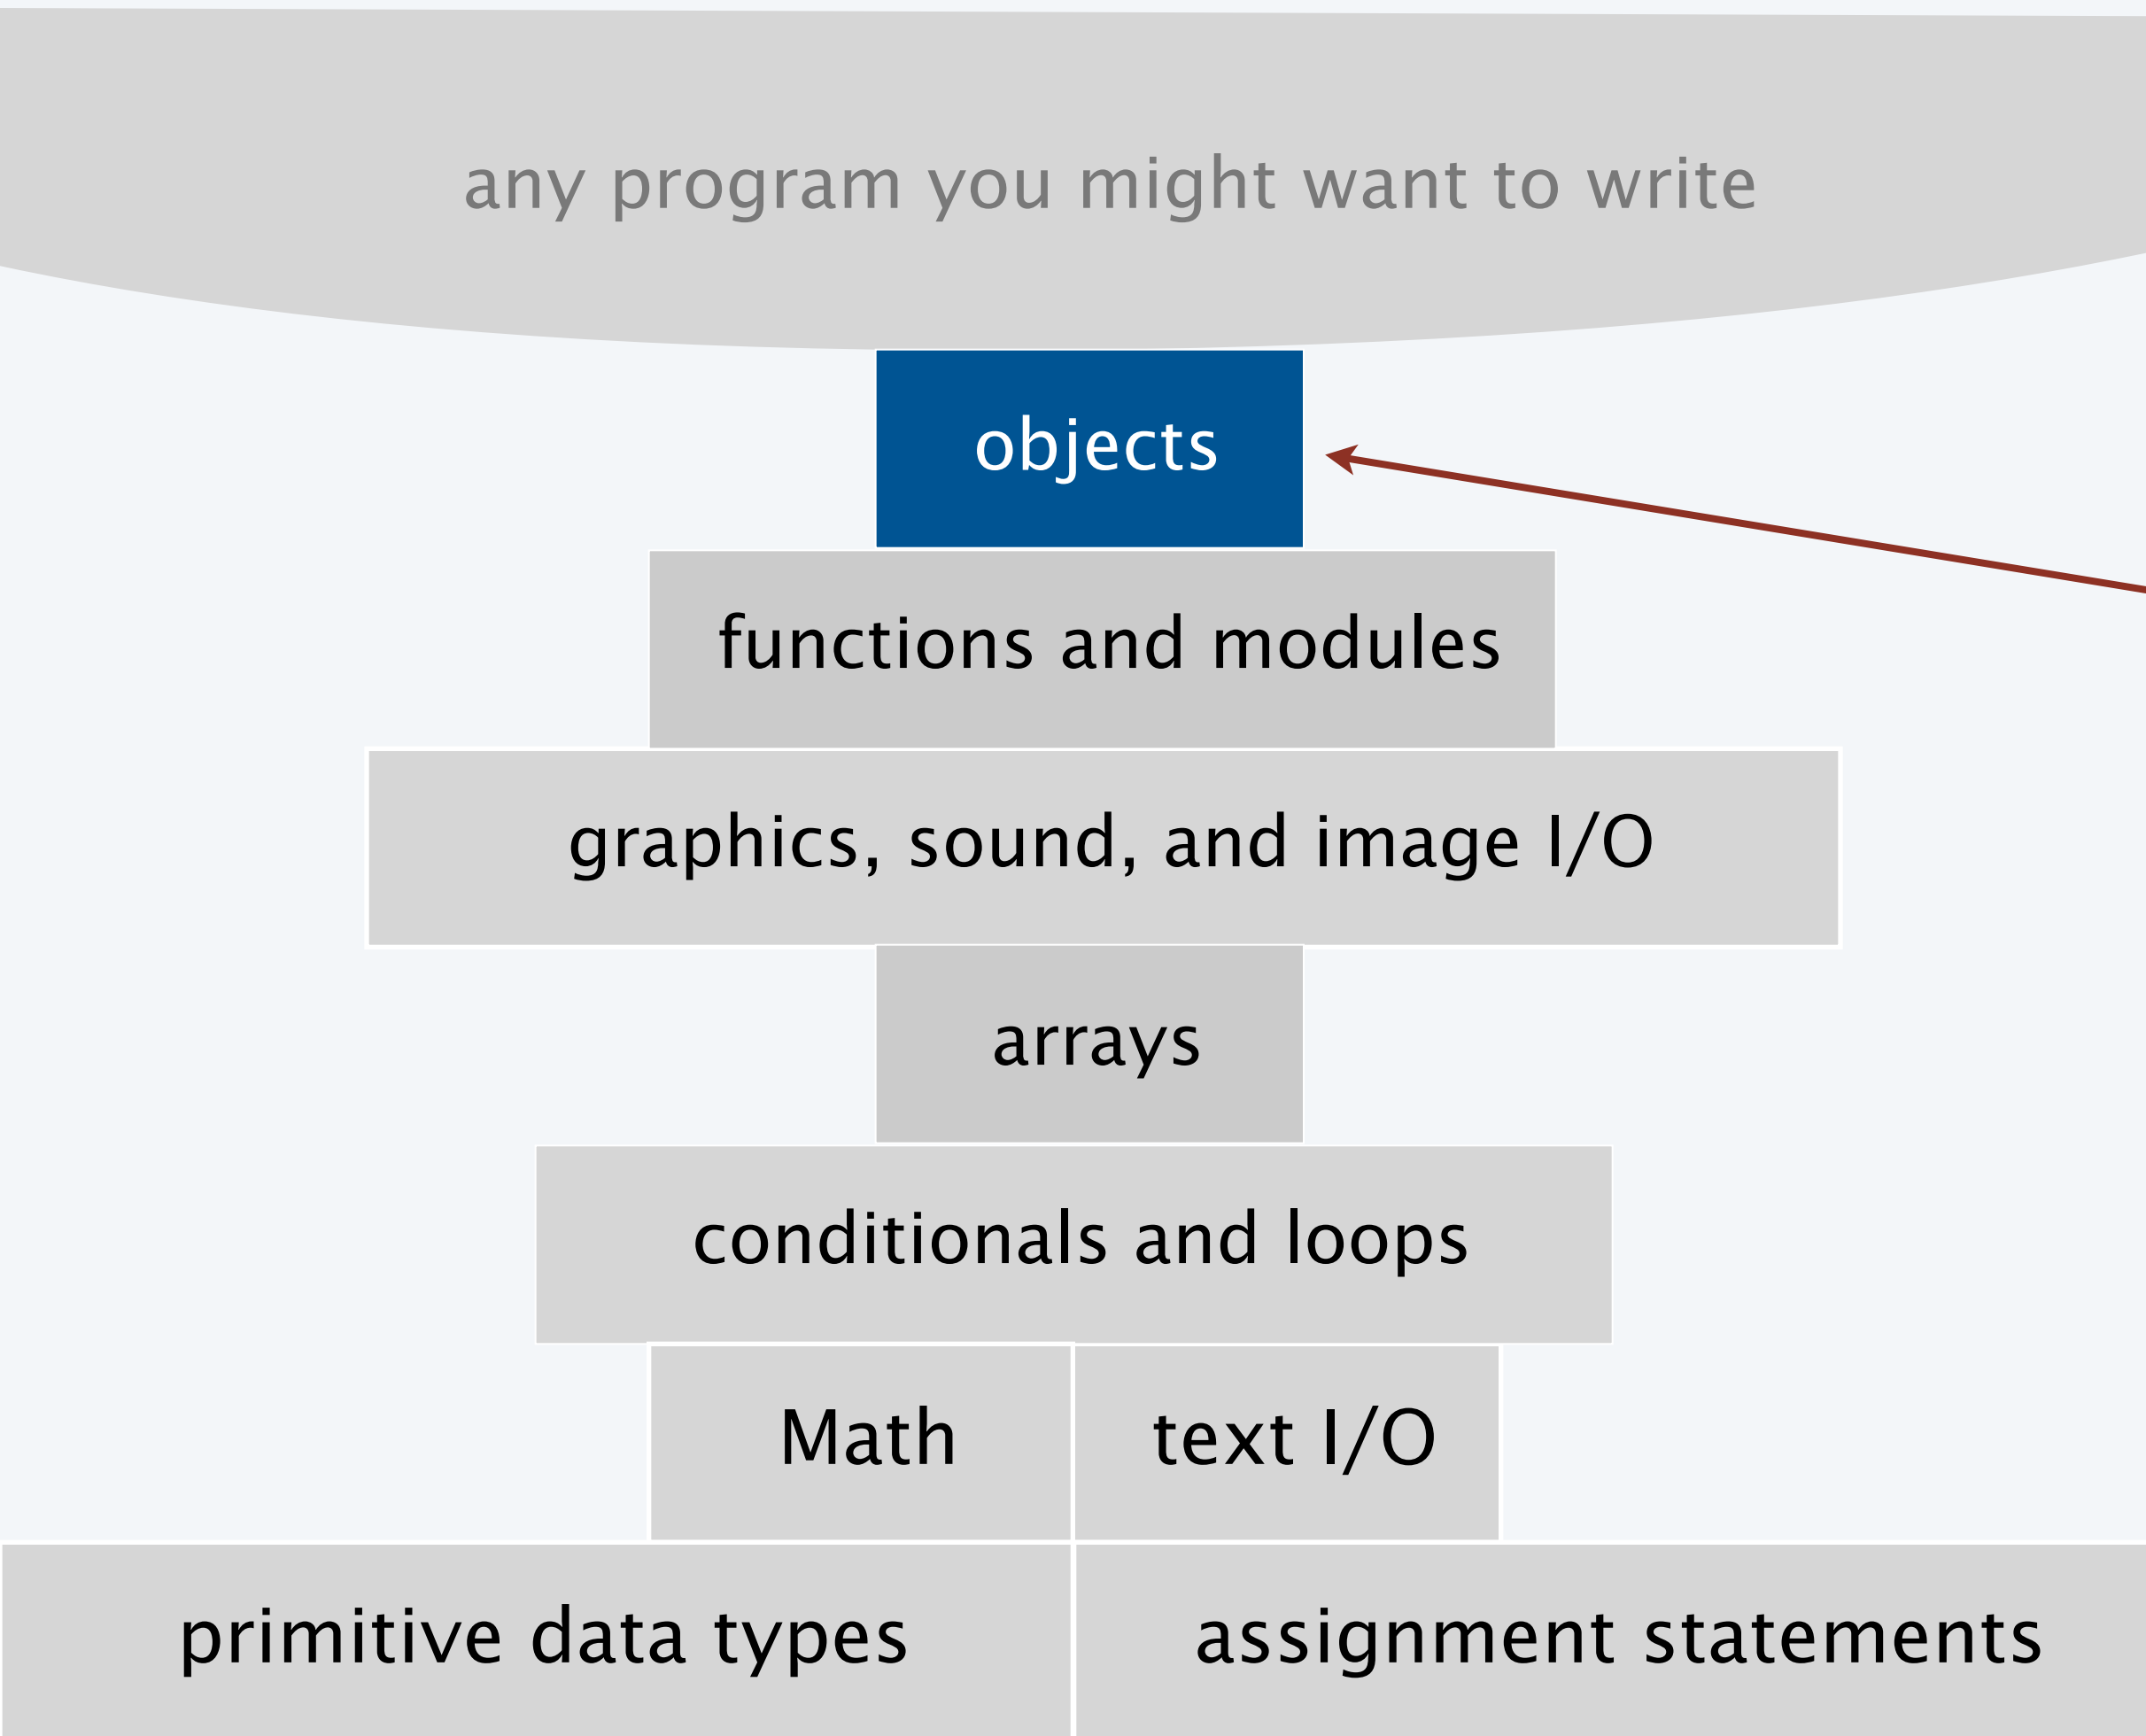 any program you might want to write
objects
functions and modules
graphics, sound, and image I/O
arrays
conditionals and loops
Math
text I/O
primitive data types
assignment statements